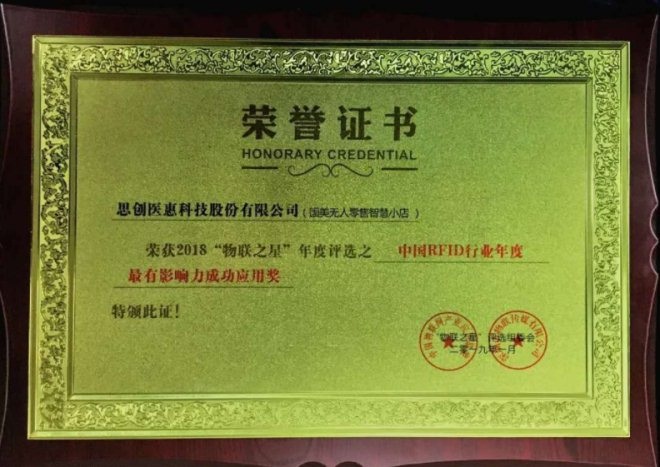 荣誉证书
HONORARY CREDENTIAL
思创医惠科技股份有限公司（国美无人零售智慧小店）
荣获2018“物联之星”年度评选之 中国RFID行业年度
最有影响力成功应用奖
特颁此证！
“物联之星”评选组委会
二零一九年一月